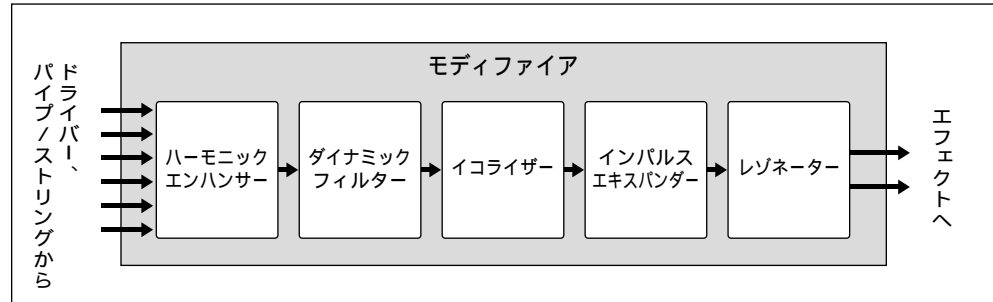 モディファイア
ドライバー、
パイプ/ストリングから
ハーモニック
エンハンサー
ダイナミック
フィルター
イコライザー
インパルス
エキスパンダー
レゾネーター
エフェクトへ